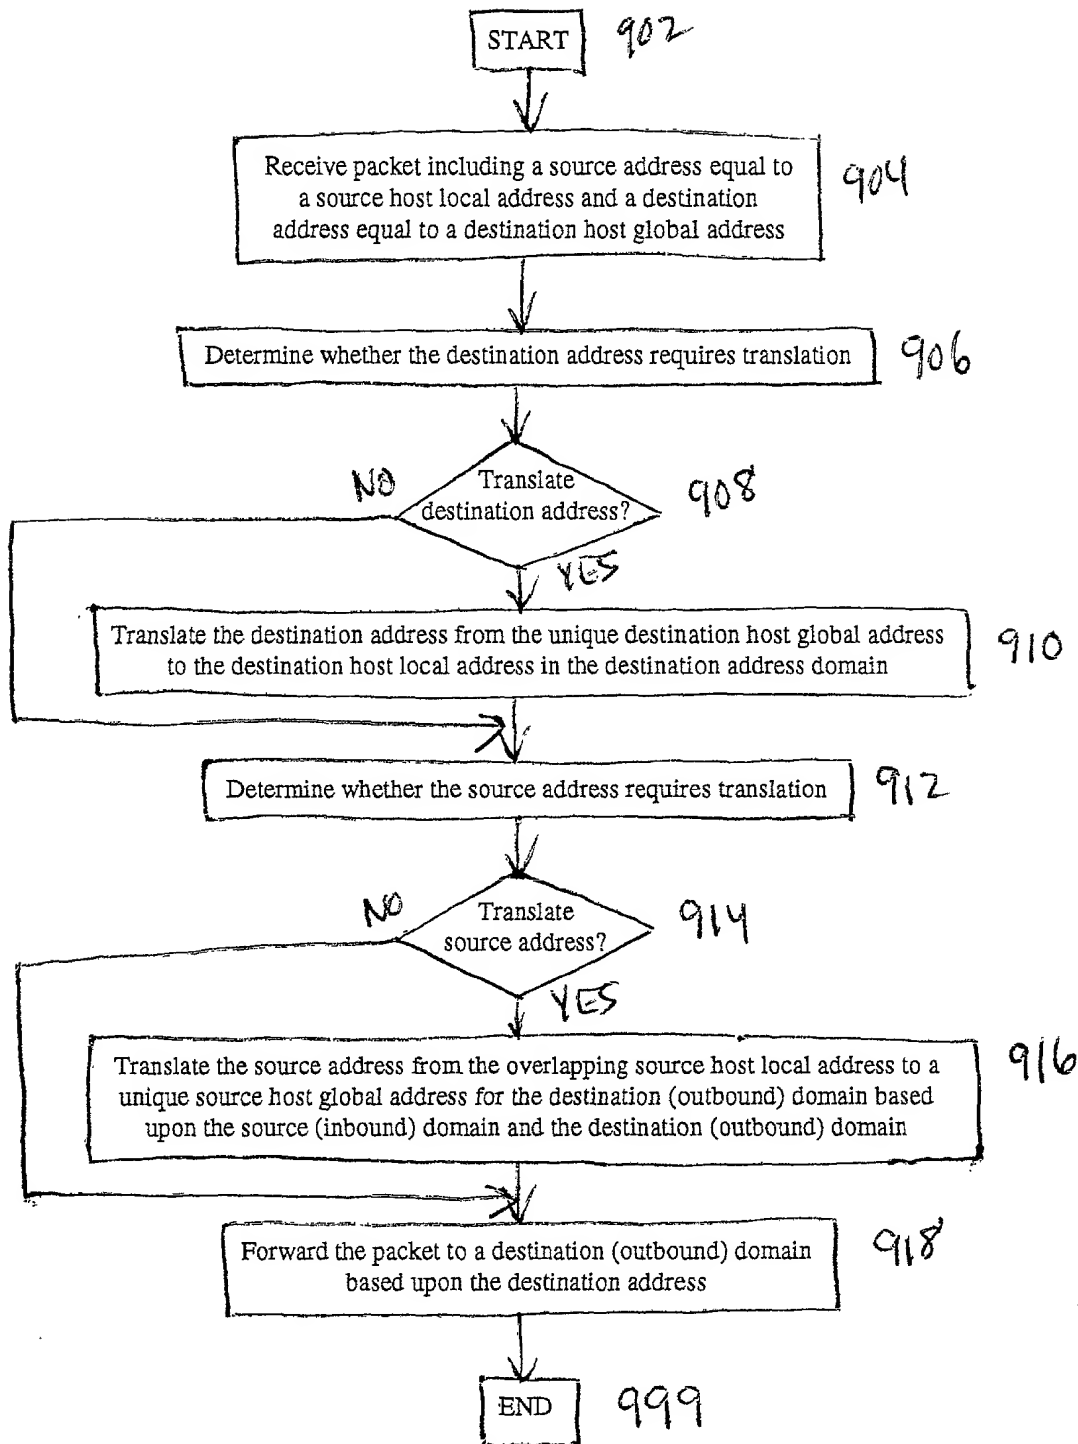 START 902
Receive packet including a source address equal to
a source host local address and a destination
address equal to a destination host global address
904
Determine whether the destination address requires translation 906
NO
Translate
destination address?
908
YES
Translate the destination address from the unique destination host global address
to the destination host local address in the destination address domain
910
Determine whether the source address requires translation 912
NO
Translate
source address?
914
YES
Translate the source address from the overlapping source host local address to a
unique source host global address for the destination (outbound) domain based
upon the source (inbound) domain and the destination (outbound) domain
916
Forward the packet to a destination (outbound) domain
based upon the destination address
918
END 999